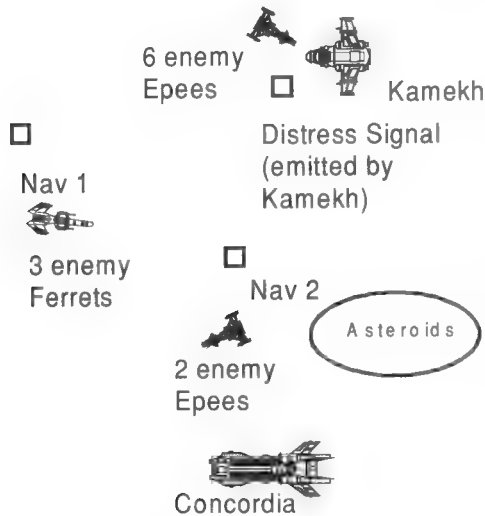 6 enemy
Epees
Kamekh
Distress Signal
(emitted by
Kamekh)
Nav 1
3 enemy
Ferrets
Nav 2
Asteroids
2 enemy
Epees
Concordia